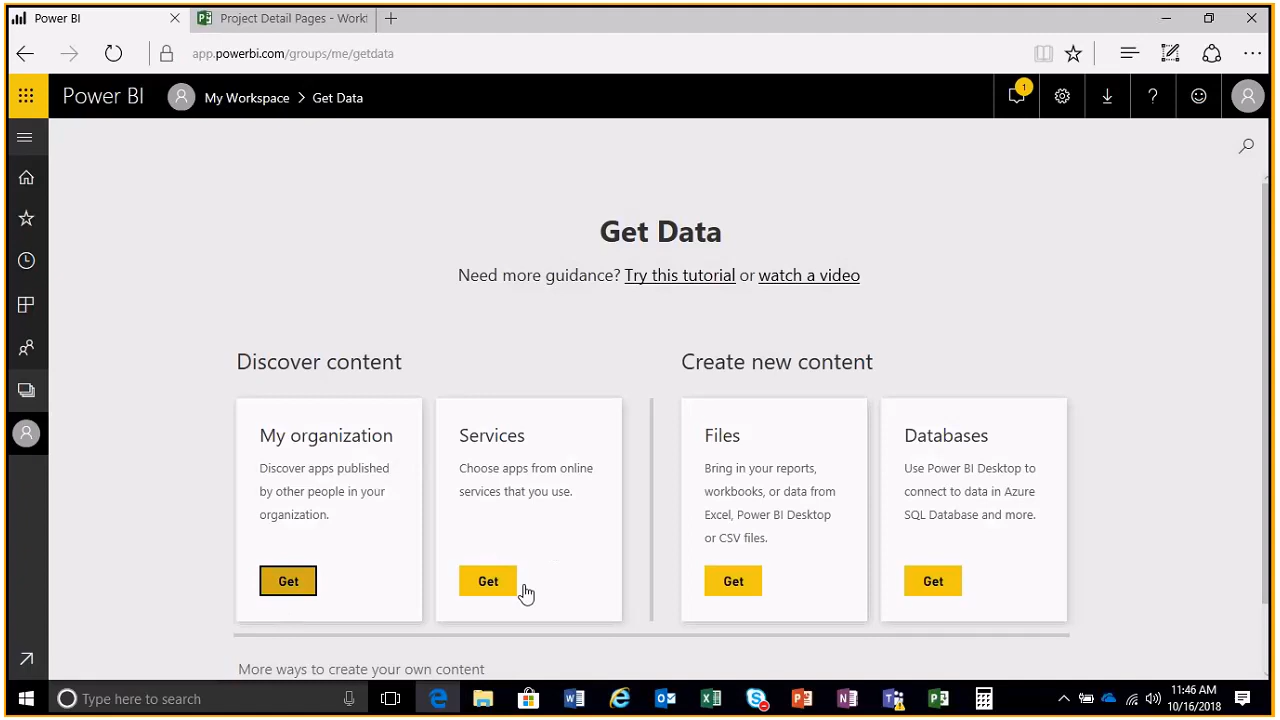 Power BI
Project Detail Pages - Work
app.powerbi.com/groups/me/getdata
Power BI
My Workspace > Get Data
1
Get Data
Need more guidance? Try this tutorial or watch a video
Discover content
Create new content
My organization
Discover apps published
by other people in your
organization.
Get
Services
Choose apps from online
services that you use.
Get
Files
Bring in your reports,
workbooks, or data from
Excel, Power BI Desktop
or CSV files.
Get
Databases
Use Power BI Desktop to
connect to data in Azure
SQL Database and more.
Get
More ways to create your own content
Type here to search
11:46 AM
10/16/2018